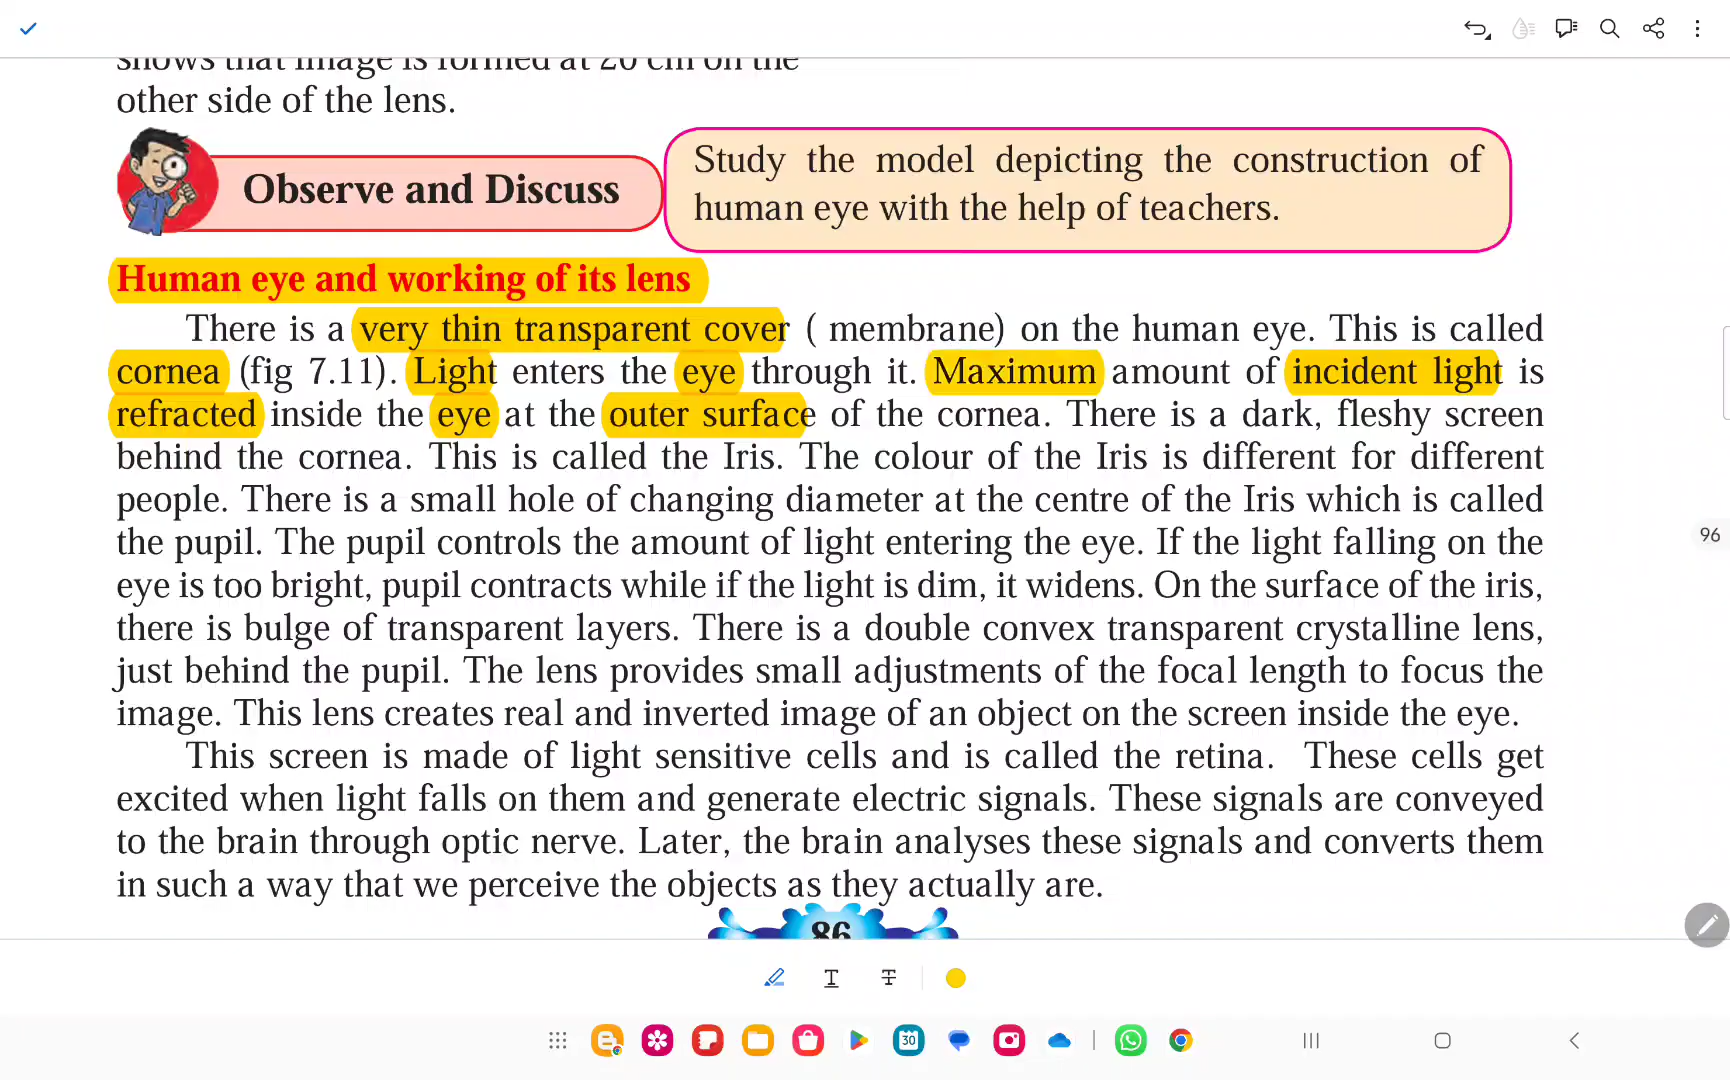 shows that image is formed at 20 cm on the
other side of the lens.
Observe and Discuss
Study the model depicting the construction of
human eye with the help of teachers.
Human eye and working of its lens
There is a very thin transparent cover ( membrane) on the human eye. This is called
cornea (fig 7.11). Light enters the eye through it. Maximum amount of incident light is
refracted inside the eye at the outer surface of the cornea. There is a dark, fleshy screen
behind the cornea. This is called the Iris. The colour of the Iris is different for different
people. There is a small hole of changing diameter at the centre of the Iris which is called
the pupil. The pupil controls the amount of light entering the eye. If the light falling on the
eye is too bright, pupil contracts while if the light is dim, it widens. On the surface of the iris,
there is bulge of transparent layers. There is a double convex transparent crystalline lens,
just behind the pupil. The lens provides small adjustments of the focal length to focus the
image. This lens creates real and inverted image of an object on the screen inside the eye.
This screen is made of light sensitive cells and is called the retina. These cells get
excited when light falls on them and generate electric signals. These signals are conveyed
to the brain through optic nerve. Later, the brain analyses these signals and converts them
in such a way that we perceive the objects as they actually are.
96
86
30